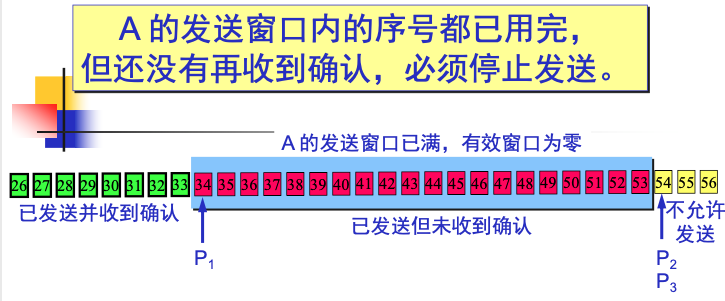 A 的发送窗口内的序号都已用完，
但还没有再收到确认，必须停止发送。
A 的发送窗口已满，有效窗口为零
26 27 28 29 30 31 32 33 34 35 36 37 38 39 40 41 42 43 44 45 46 47 48 49 50 51 52 53 54 55 56
已发送并收到确认
已发送但未收到确认
不允许
发送
P1
P2
P3